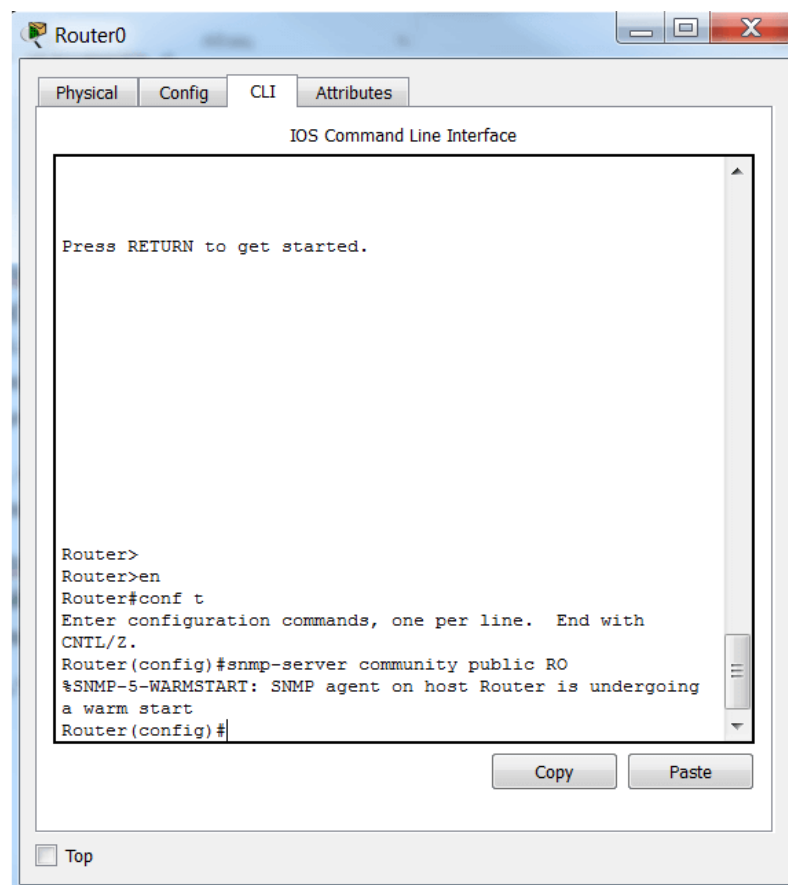 Router0
Physical Config CLI Attributes
IOS Command Line Interface
Press RETURN to get started.
Router>
Router>en
Router#conf t
Enter configuration commands, one per line.  End with
CNTL/Z.
Router(config)#snmp-server community public RO
%SNMP-5-WARMSTART: SNMP agent on host Router is undergoing
a warm start
Router(config)#
Copy Paste
Top